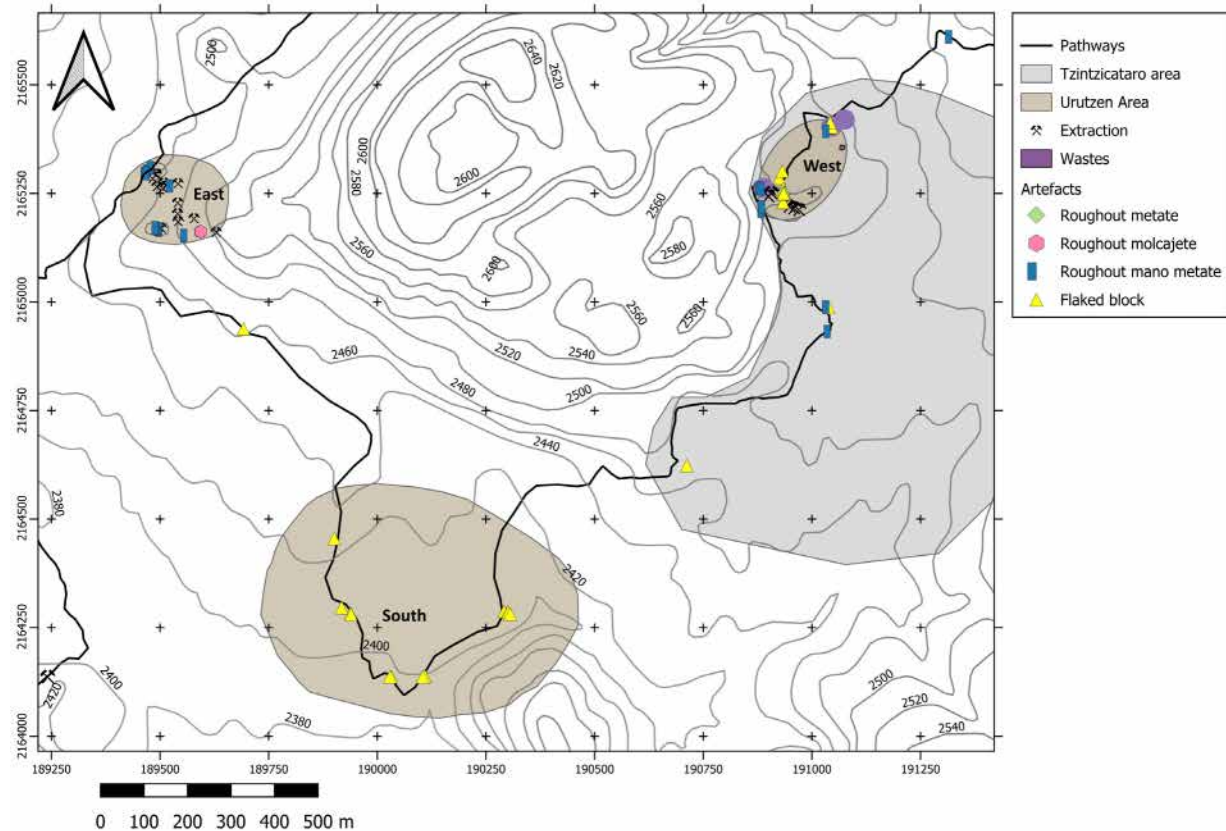 2500
2640
2620
2600
2580
2600
2560
2580
2560
2600
2560
2560
2540
2520
2500
2460
2480
2440
2420
2400
2380
2380
2400
2420
2500
2520
2540
East
West
South
2165500
2165250
2165000
2164750
2164500
2164250
2164000
189250 189500 189750 190000 190250 190500 190750 191000 191250
0 100 200 300 400 500 m
Pathways
Tzintzicataro area
Urutzen Area
Extraction
Wastes
Artefacts
Roughout metate
Roughout molcajete
Roughout mano metate
Flaked block